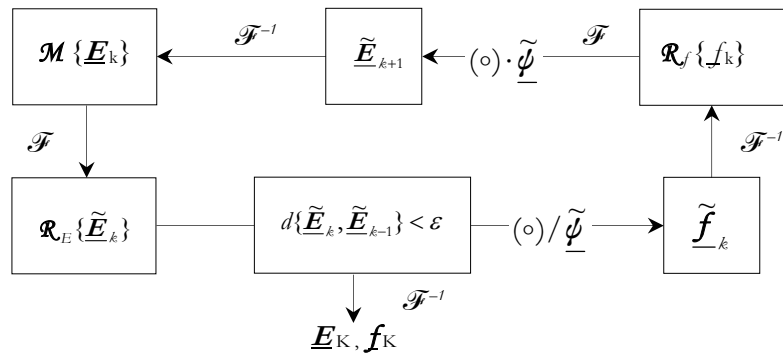 ℱ⁻¹ ℱ
𝓜 {E̲ₖ} Ẽ̲ₖ₊₁ (∘)·ψ̲̃ 𝓡_f {f̲ₖ}
ℱ ℱ⁻¹
𝓡_E {Ẽ̲ₖ} d{Ẽ̲ₖ, Ẽ̲ₖ₋₁} < ε (∘)/ψ̲̃ f̲̃ₖ
ℱ⁻¹
E̲_K , f̲_K